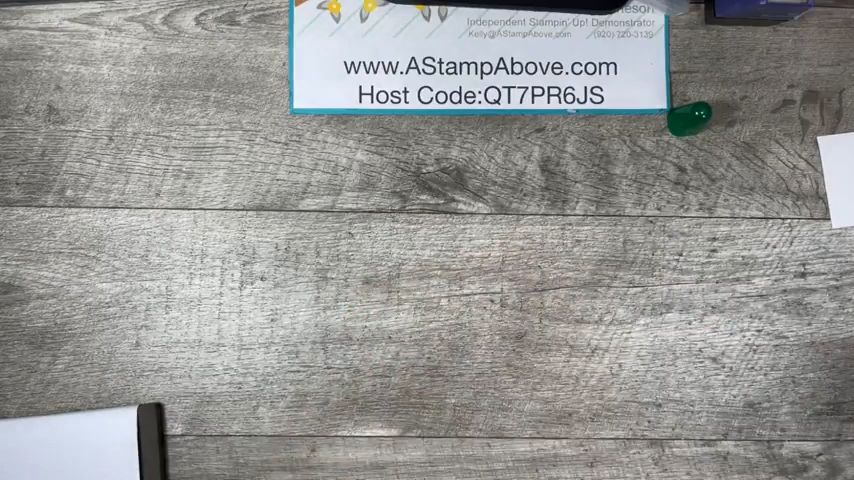 Independent Stampin' Up! Demonstrator
Kelly@AStampAbove.com (920) 720-3139
www.AStampAbove.com
Host Code:QT7PR6JS